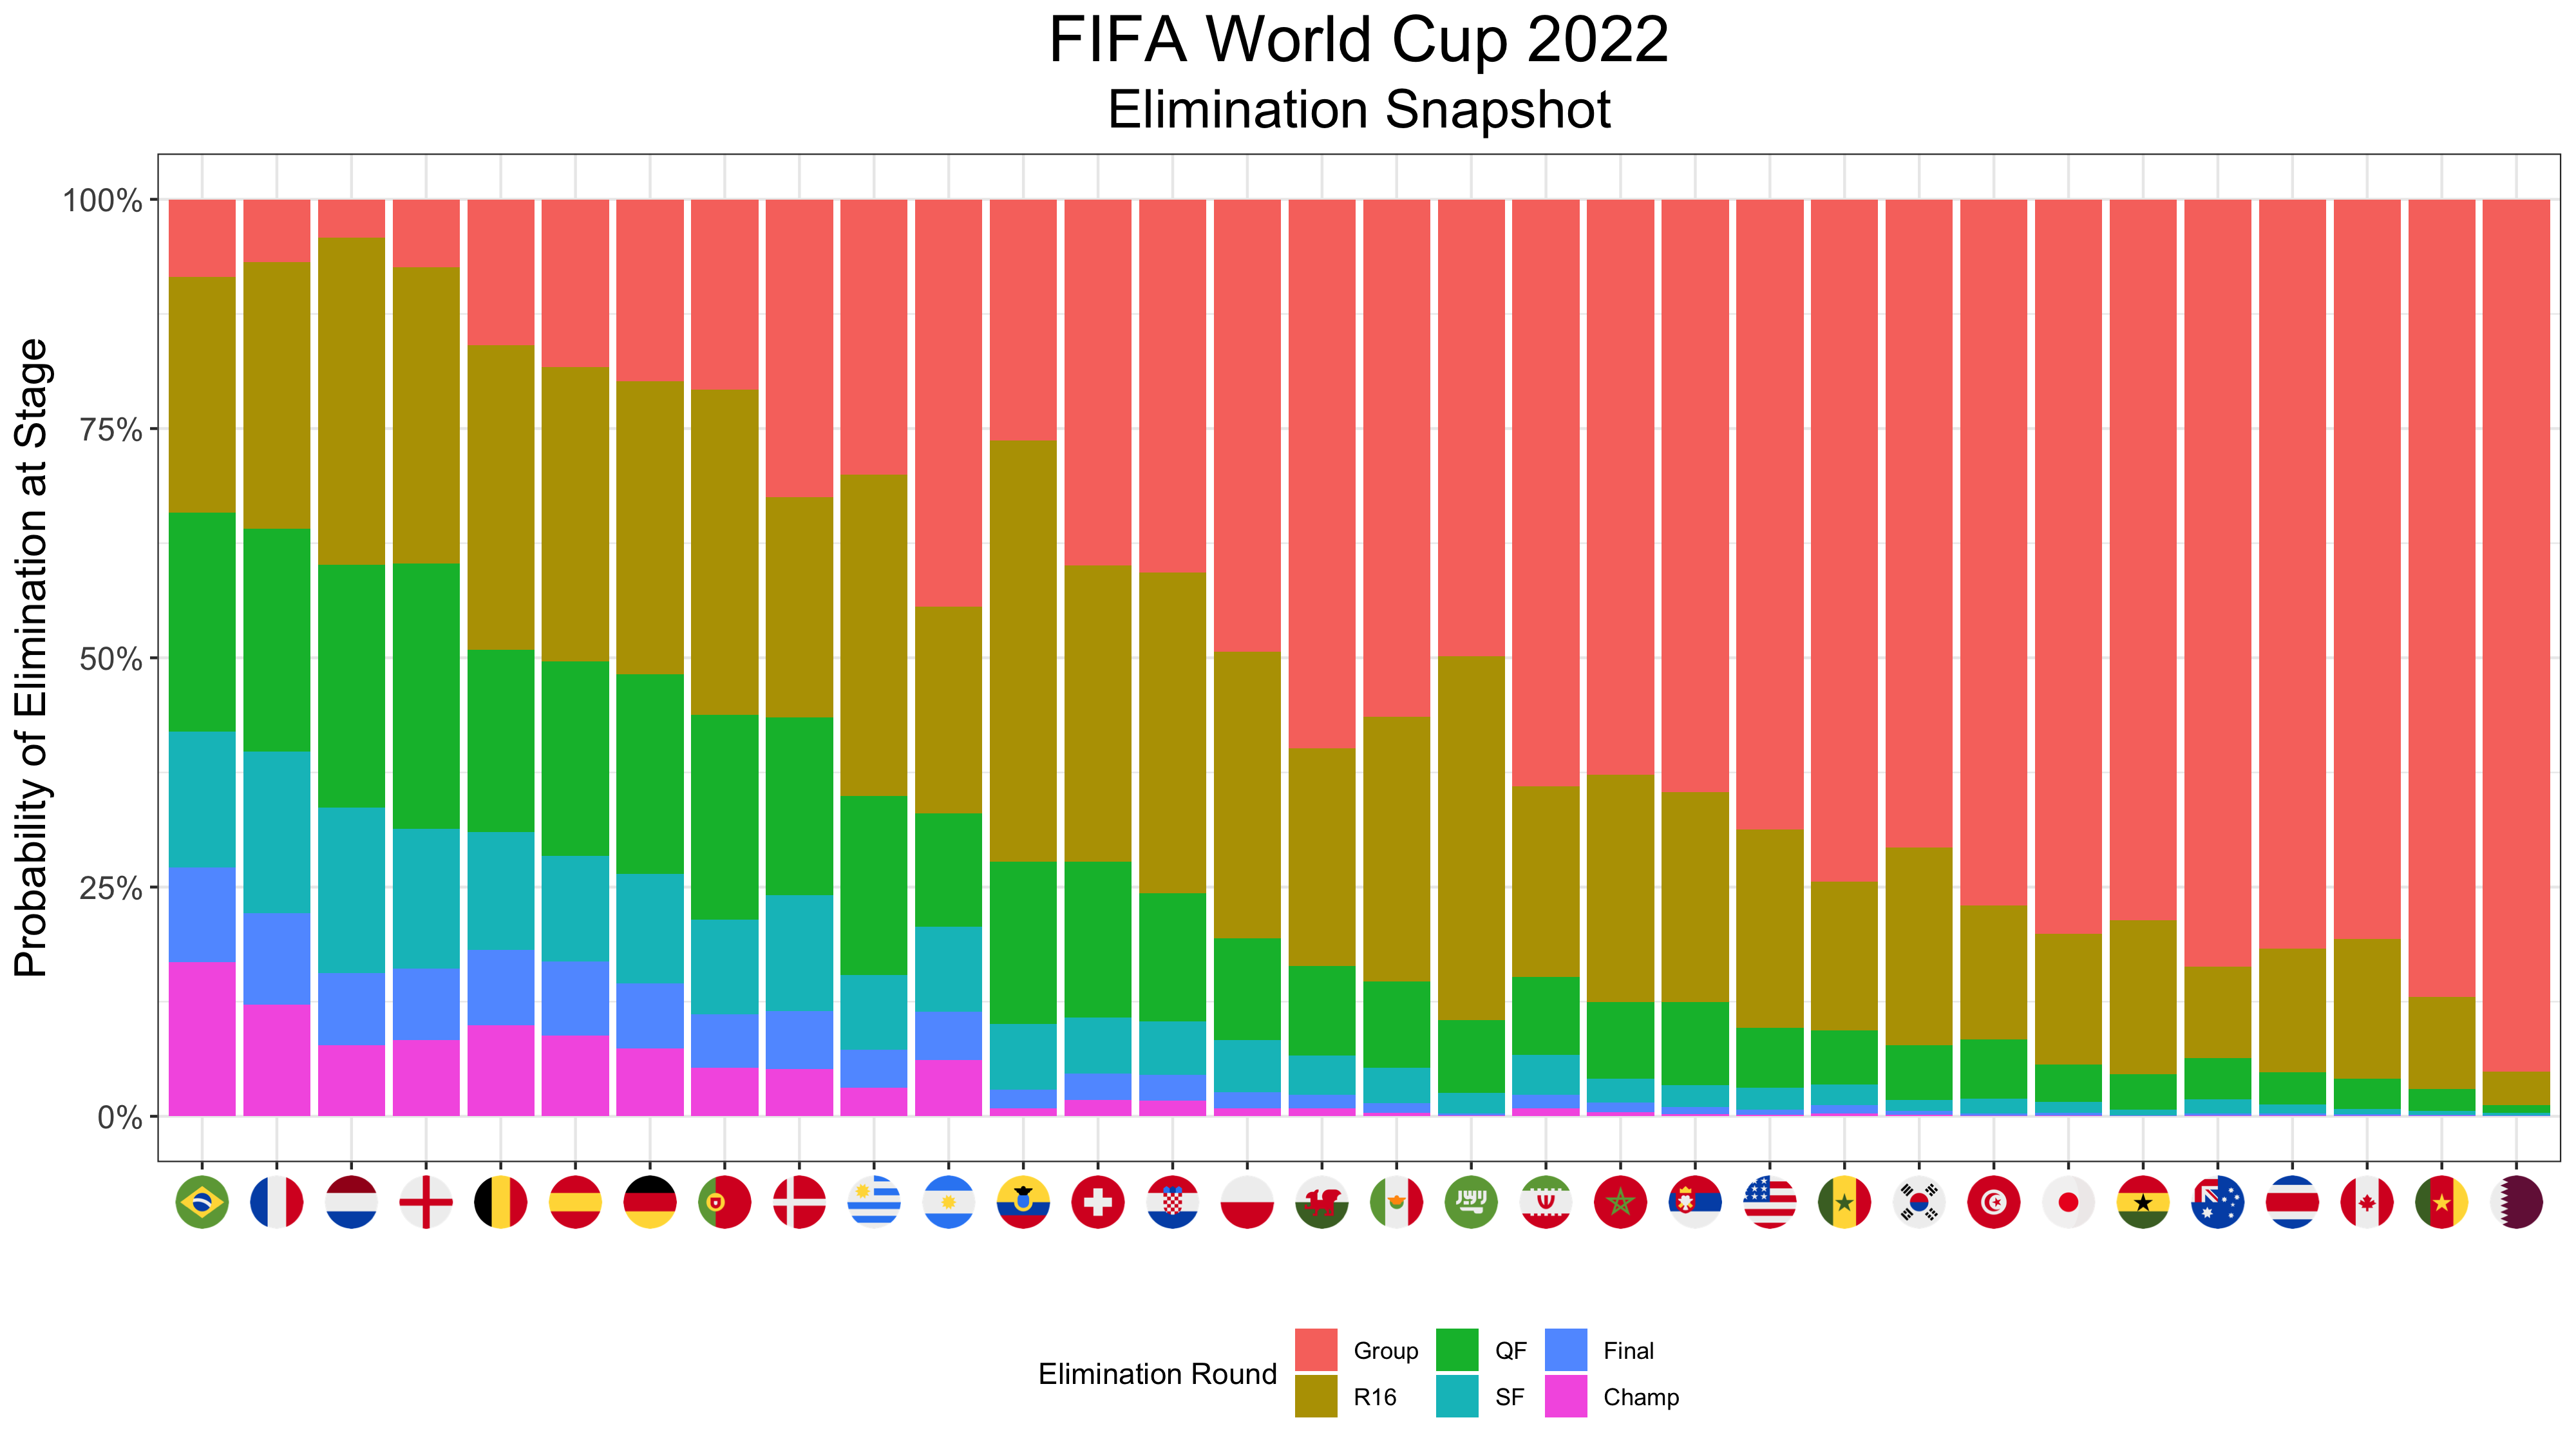 FIFA World Cup 2022
Elimination Snapshot
Probability of Elimination at Stage
100%
75%
50%
25%
0%
Elimination Round
Group
QF
Final
R16
SF
Champ